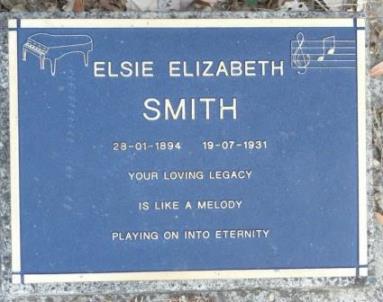 ELSIE ELIZABETH
SMITH
28-01-1894 19-07-1931
YOUR LOVING LEGACY
IS LIKE A MELODY
PLAYING ON INTO ETERNITY